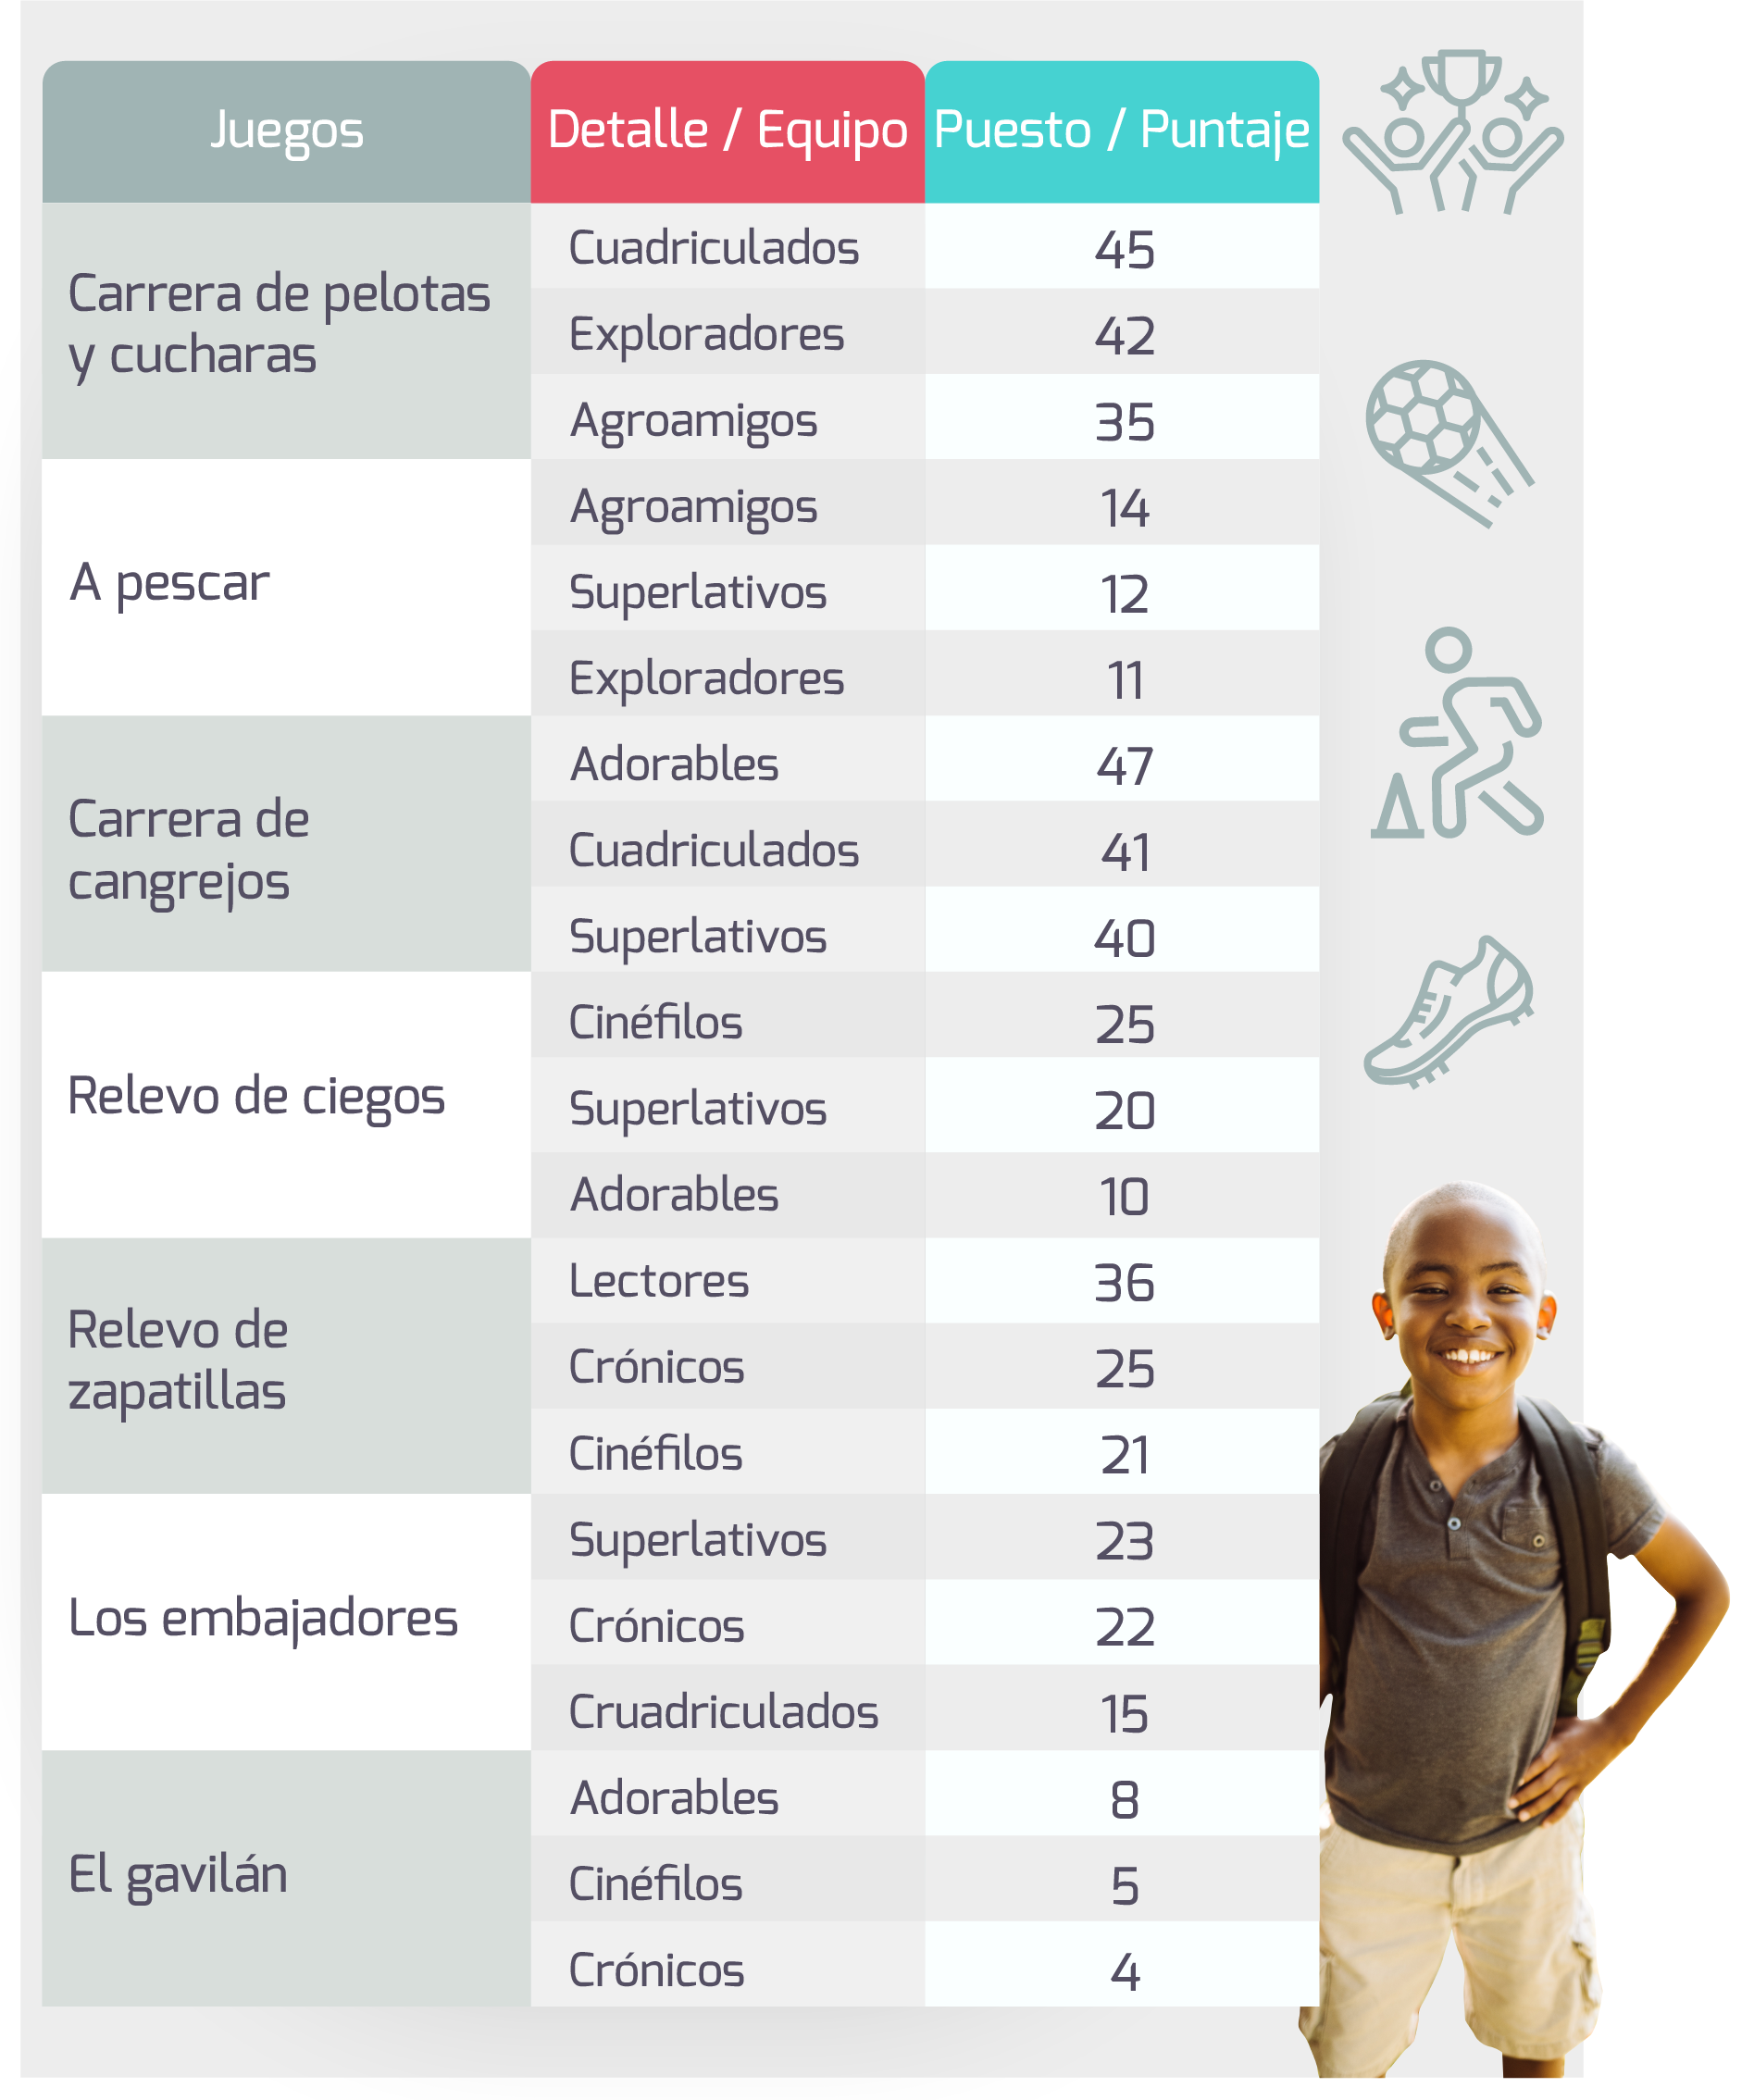 Juegos Detalle / Equipo Puesto / Puntaje
Carrera de pelotas
y cucharas
Cuadriculados 45
Exploradores 42
Agroamigos 35
A pescar
Agroamigos 14
Superlativos 12
Exploradores 11
Carrera de
cangrejos
Adorables 47
Cuadriculados 41
Superlativos 40
Relevo de ciegos
Cinéfilos 25
Superlativos 20
Adorables 10
Relevo de
zapatillas
Lectores 36
Crónicos 25
Cinéfilos 21
Los embajadores
Superlativos 23
Crónicos 22
Cruadriculados 15
El gavilán
Adorables 8
Cinéfilos 5
Crónicos 4